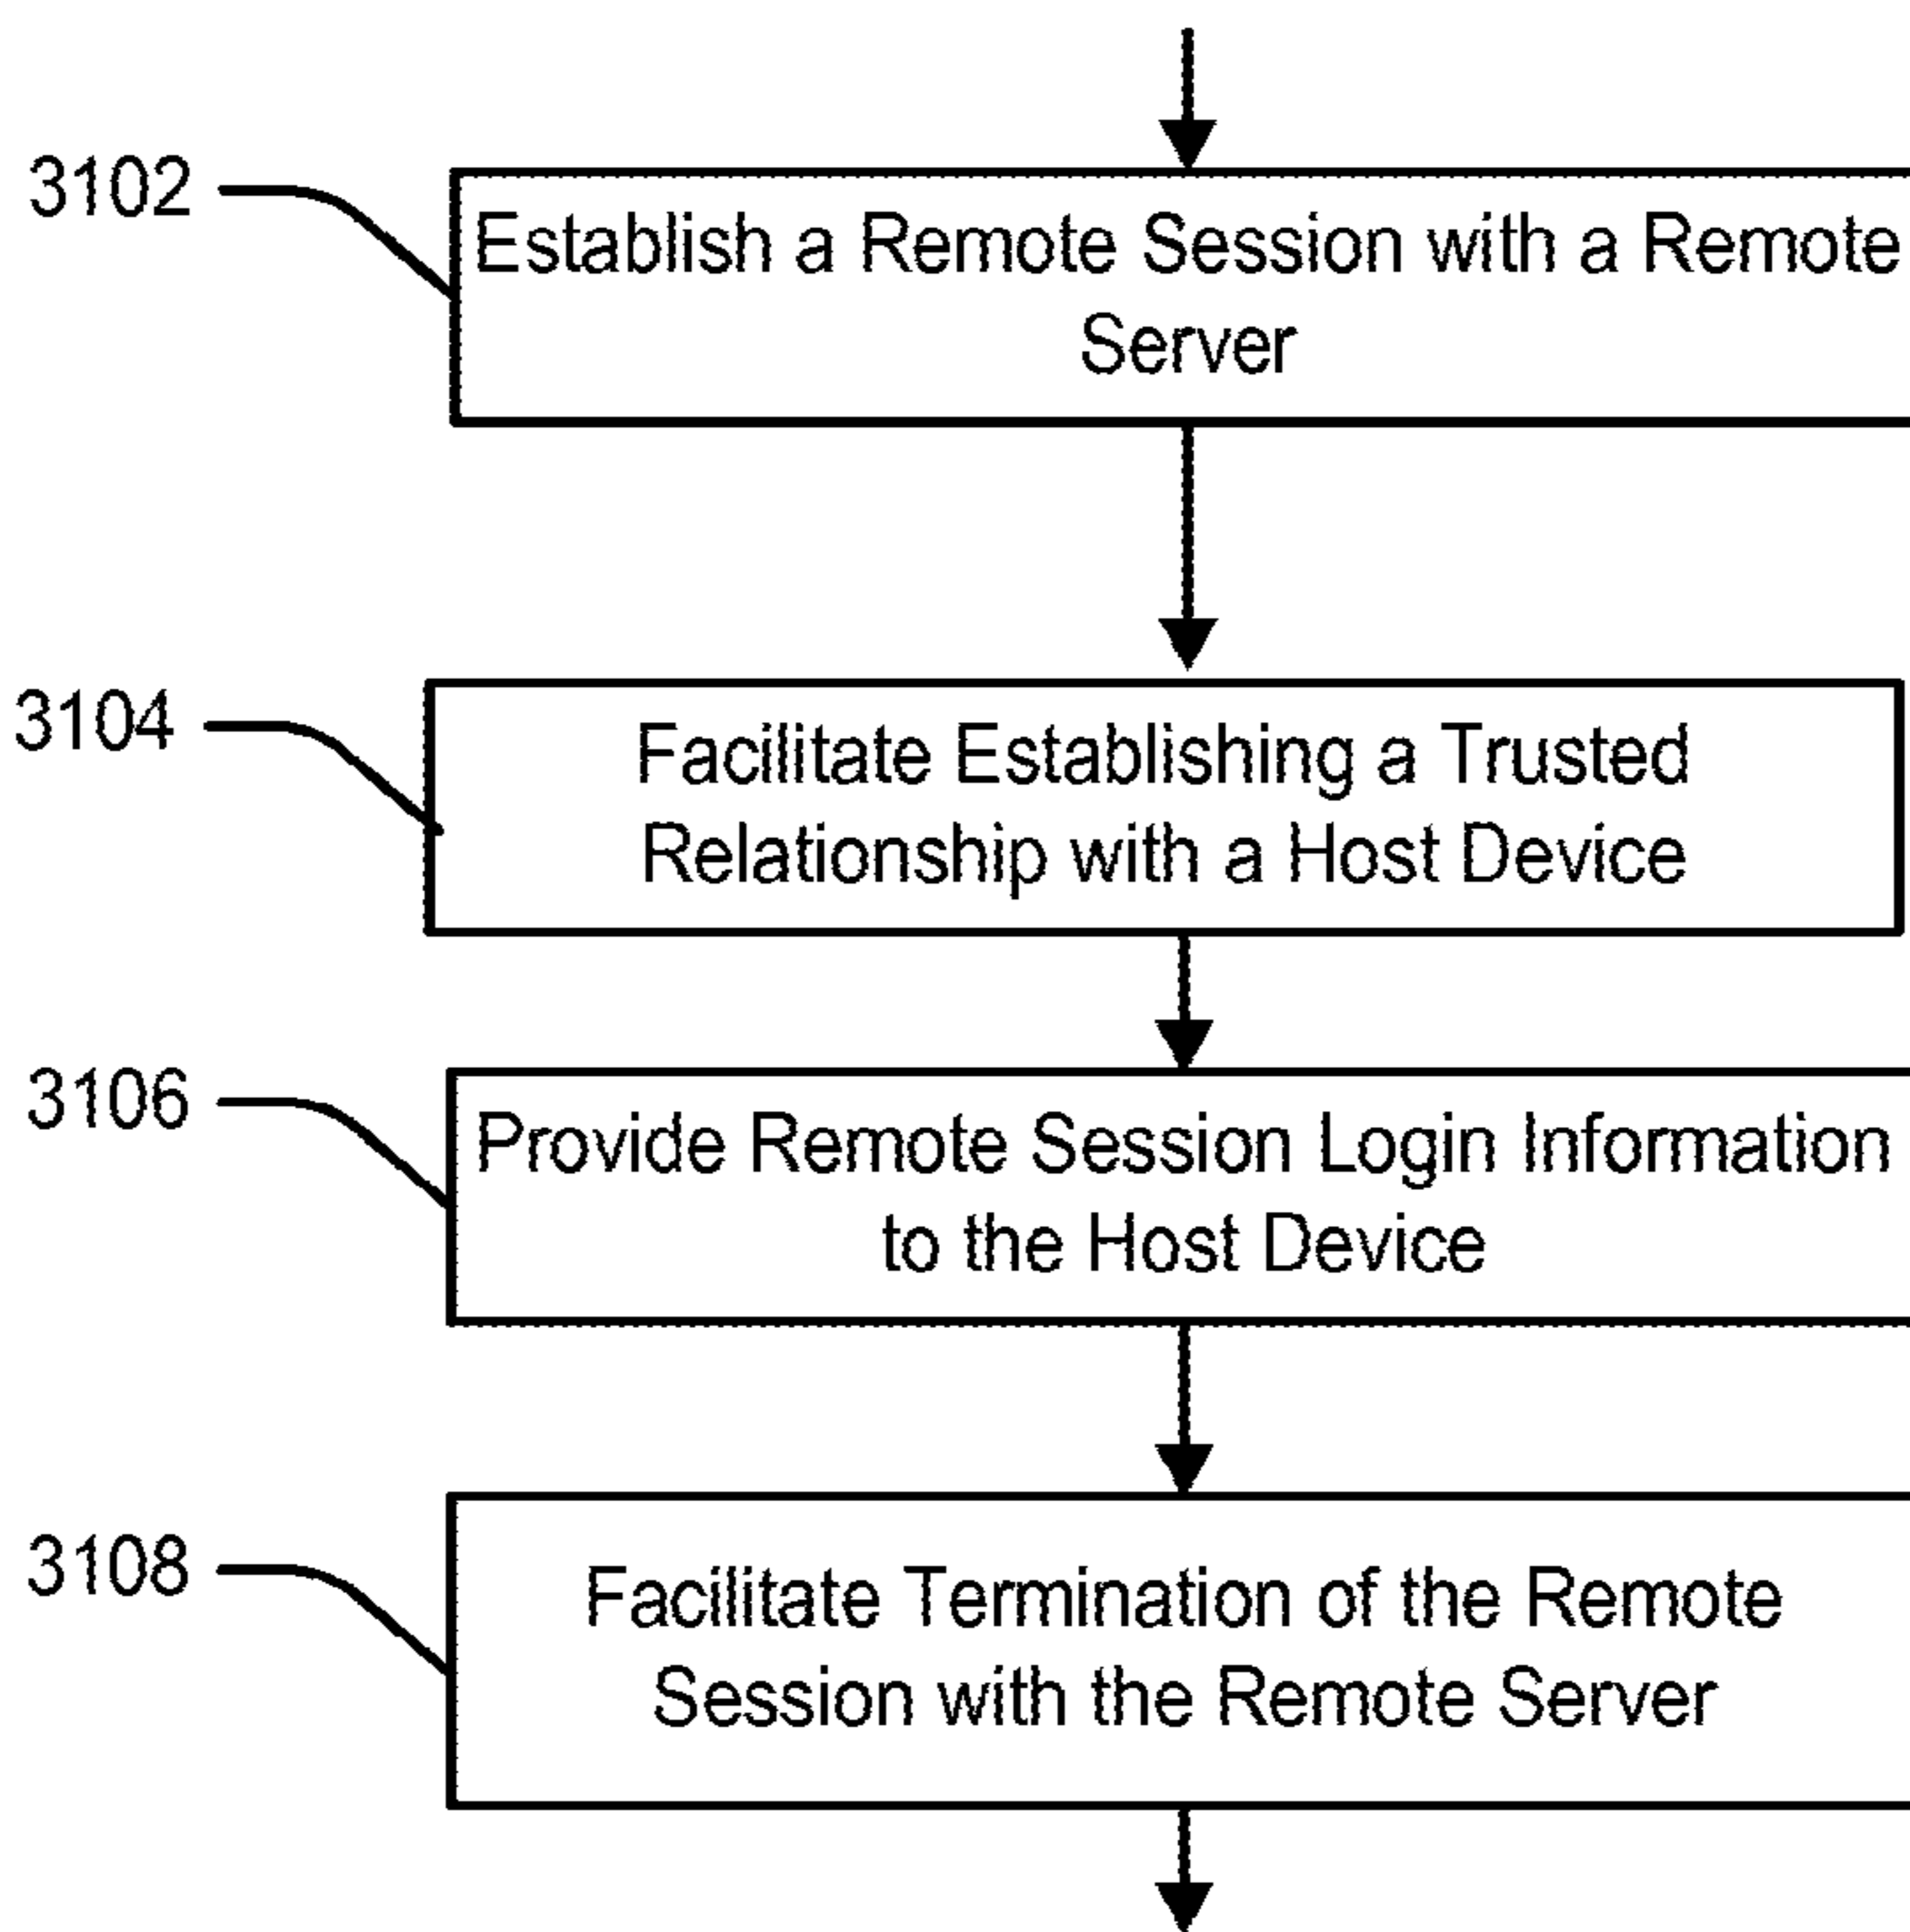 3102
Establish a Remote Session with a Remote
Server
3104
Facilitate Establishing a Trusted
Relationship with a Host Device
3106
Provide Remote Session Login Information
to the Host Device
3108
Facilitate Termination of the Remote
Session with the Remote Server